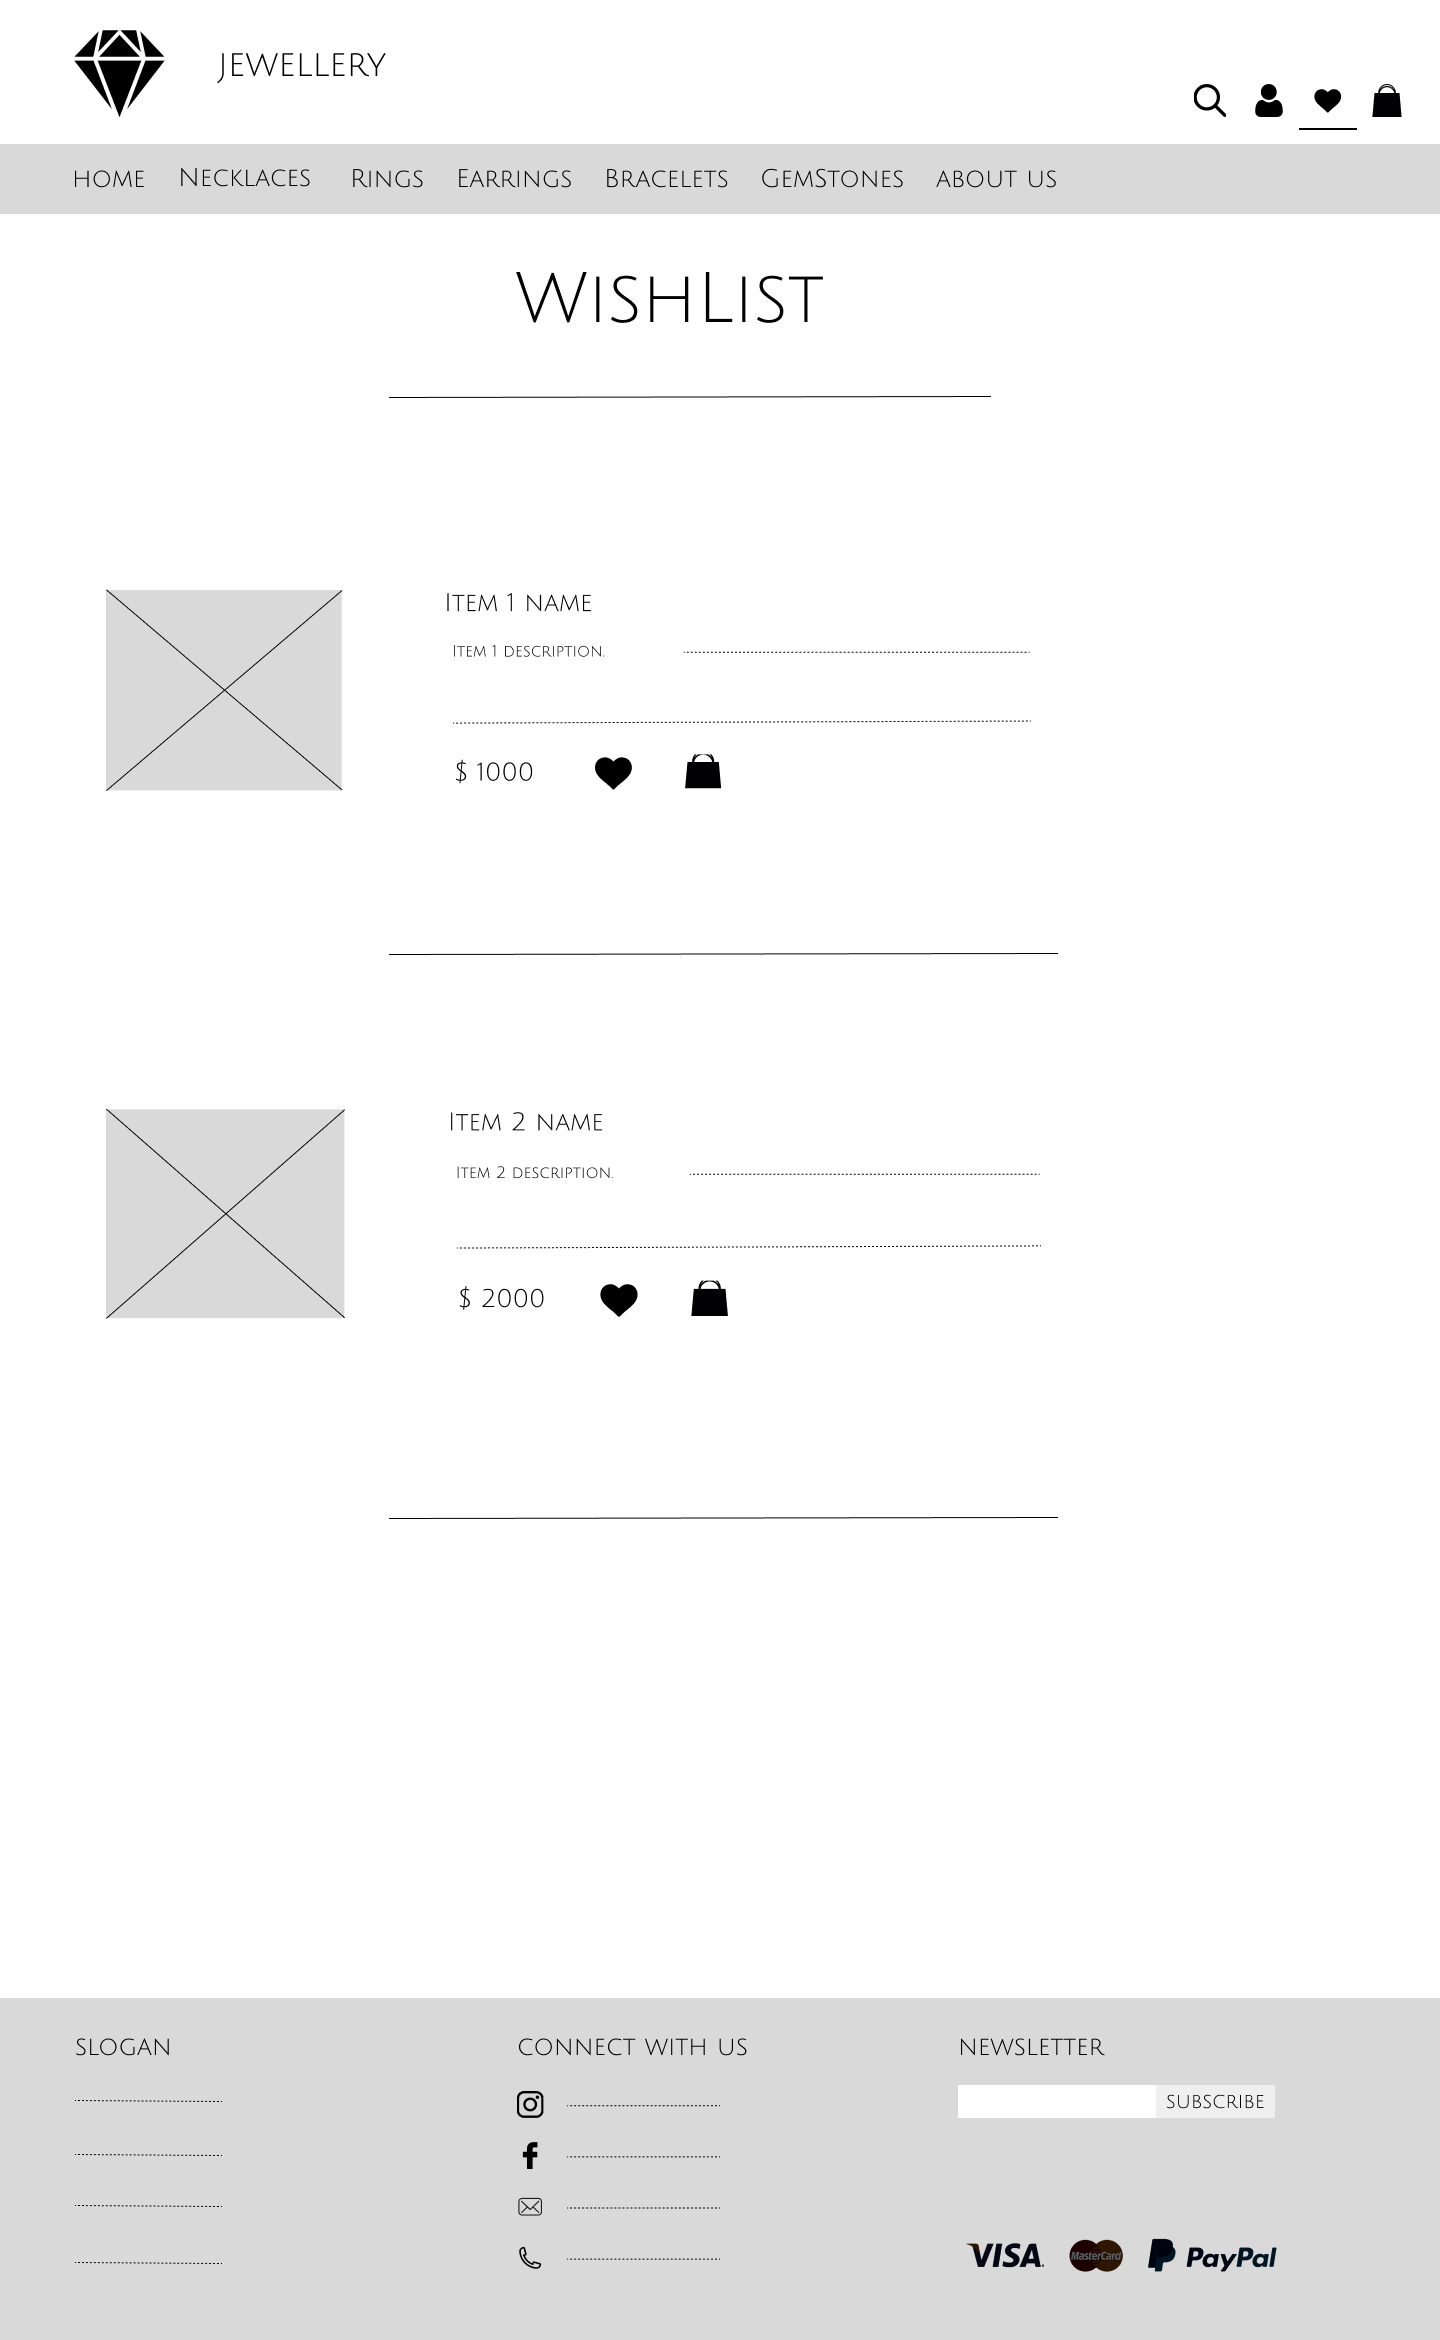 JEWELLERY
HOME NECKLACES RINGS EARRINGS BRACELETS GEMSTONES ABOUT US
WISHLIST
ITEM 1 NAME
ITEM 1 DESCRIPTION.
$ 1000
ITEM 2 NAME
ITEM 2 DESCRIPTION.
$ 2000
SLOGAN
CONNECT WITH US
NEWSLETTER
SUBSCRIBE
VISA
MasterCard
PayPal